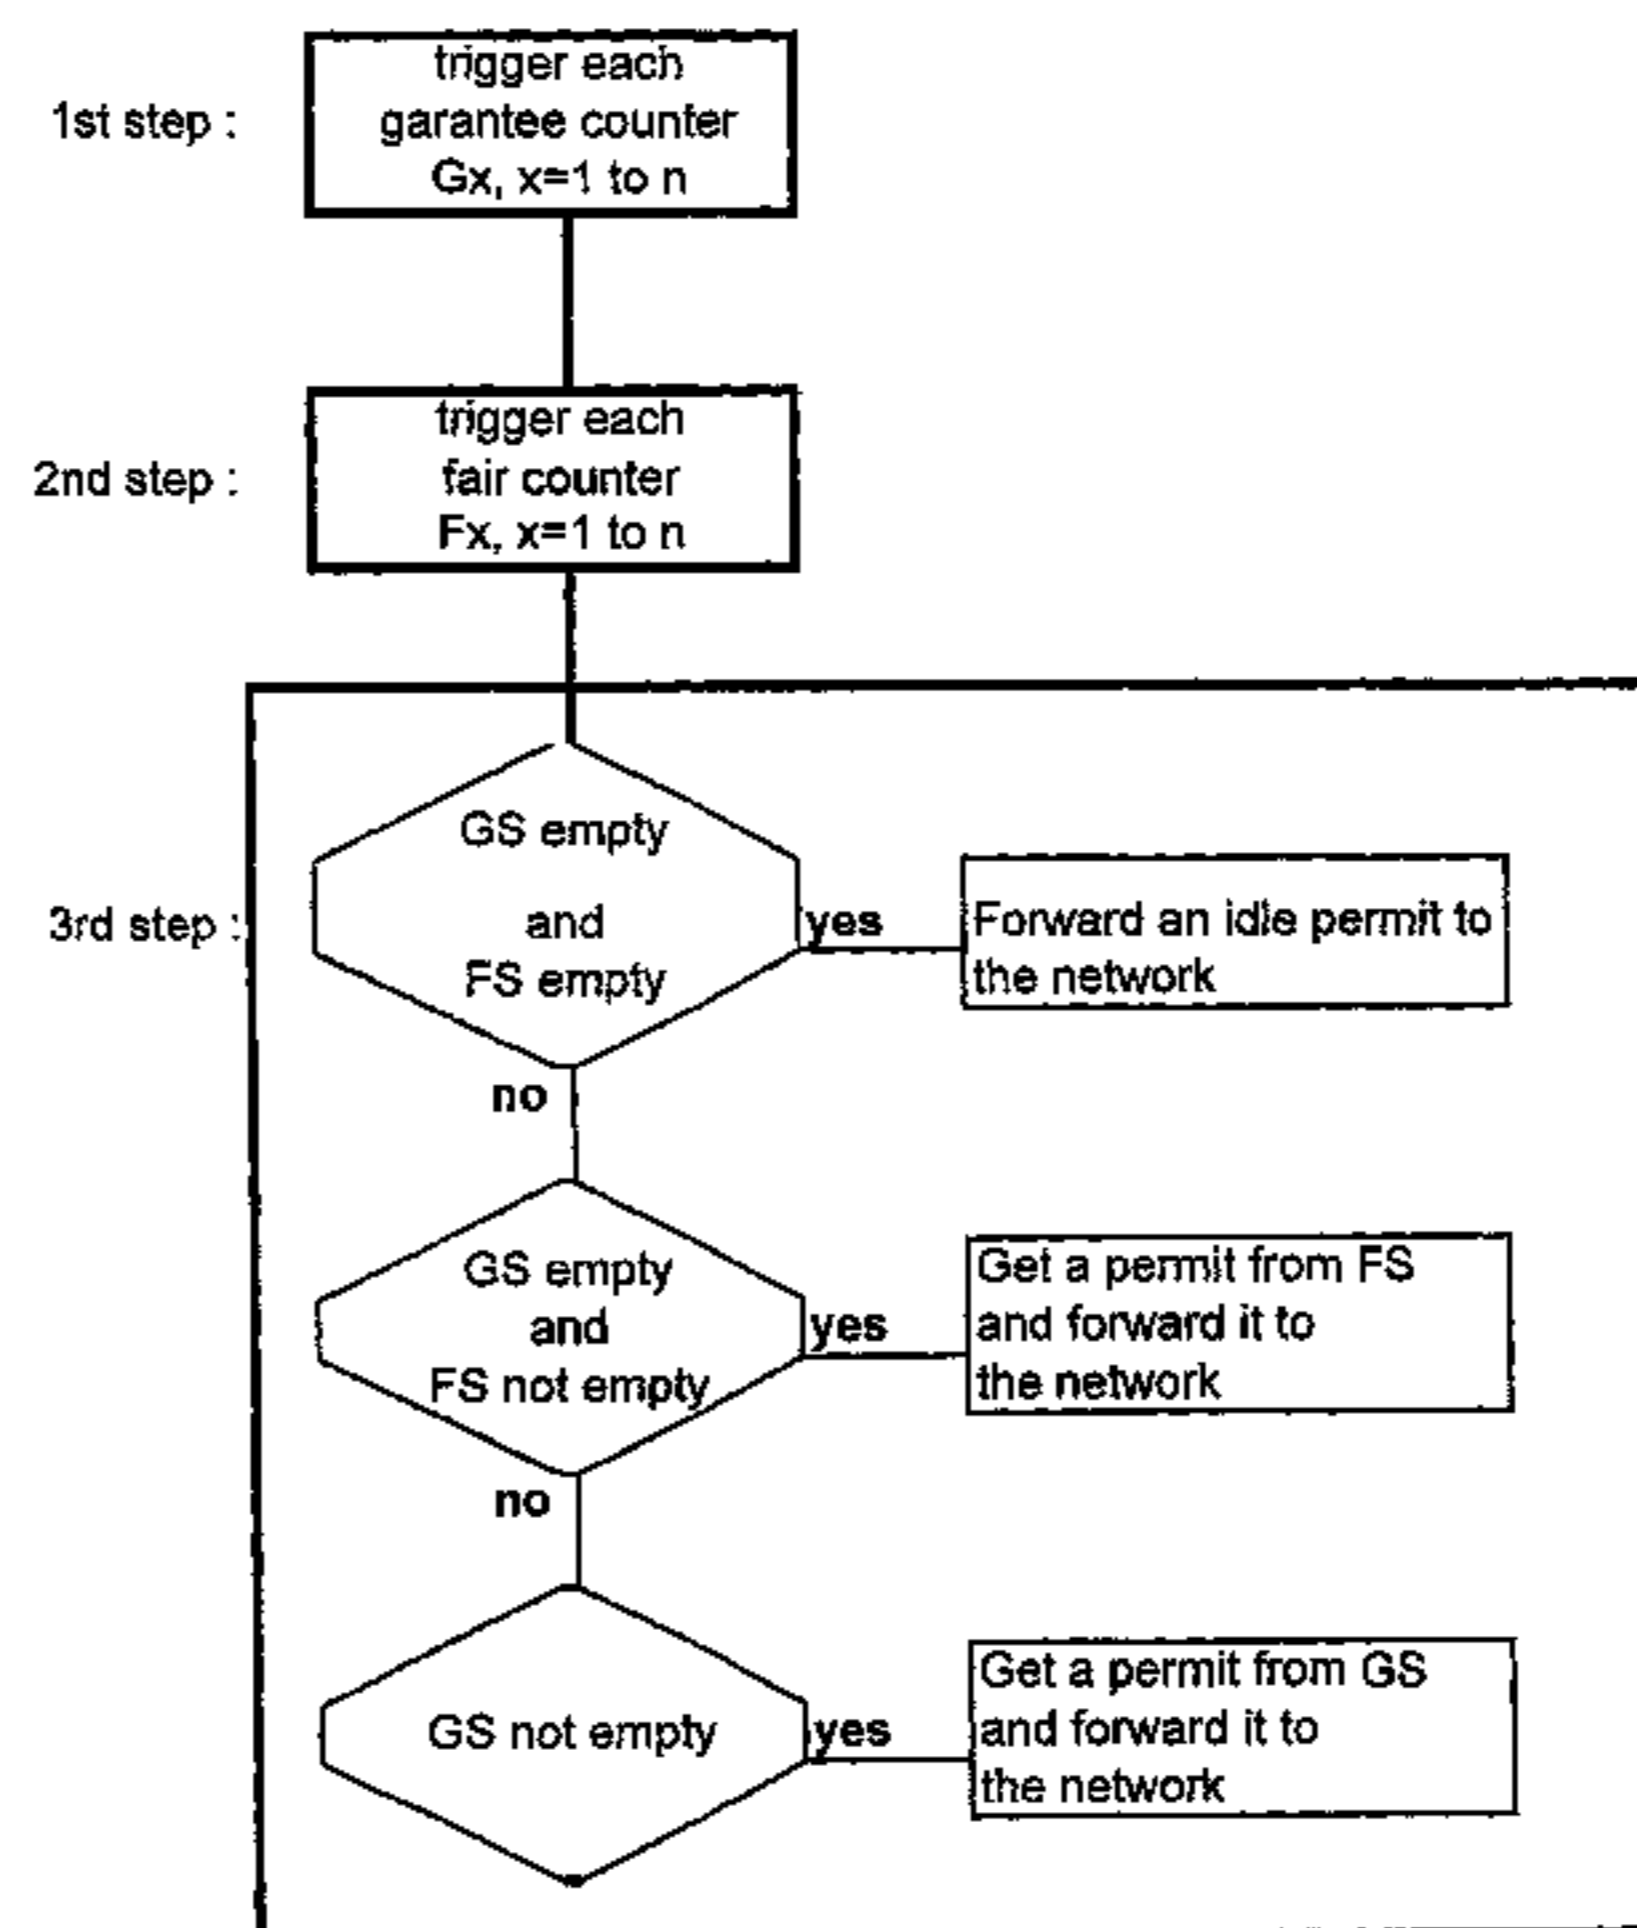 trigger each
1st step :
garantee counter
Gx, x=1 to n
trigger each
2nd step :
fair counter
Fx, x=1 to n
GS empty
3rd step :
and
FS empty
yes
Forward an idle permit to
the network
no
GS empty
and
FS not empty
yes
Get a permit from FS
and forward it to
the network
no
GS not empty
yes
Get a permit from GS
and forward it to
the network